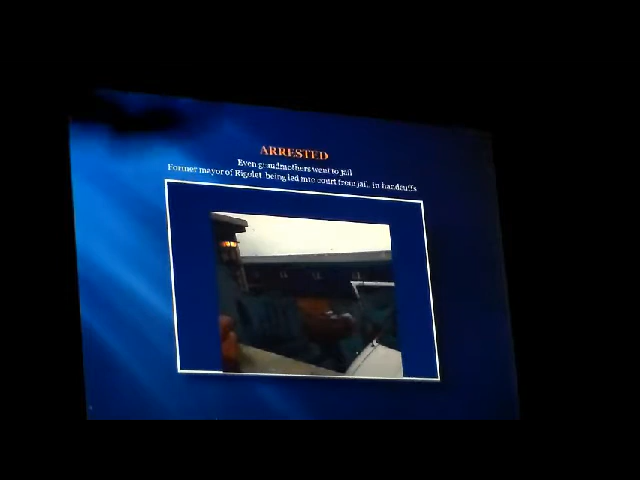 ARRESTED
Even grandmothers went to jail
Former mayor of Rigolet being led into court from jail in handcuffs